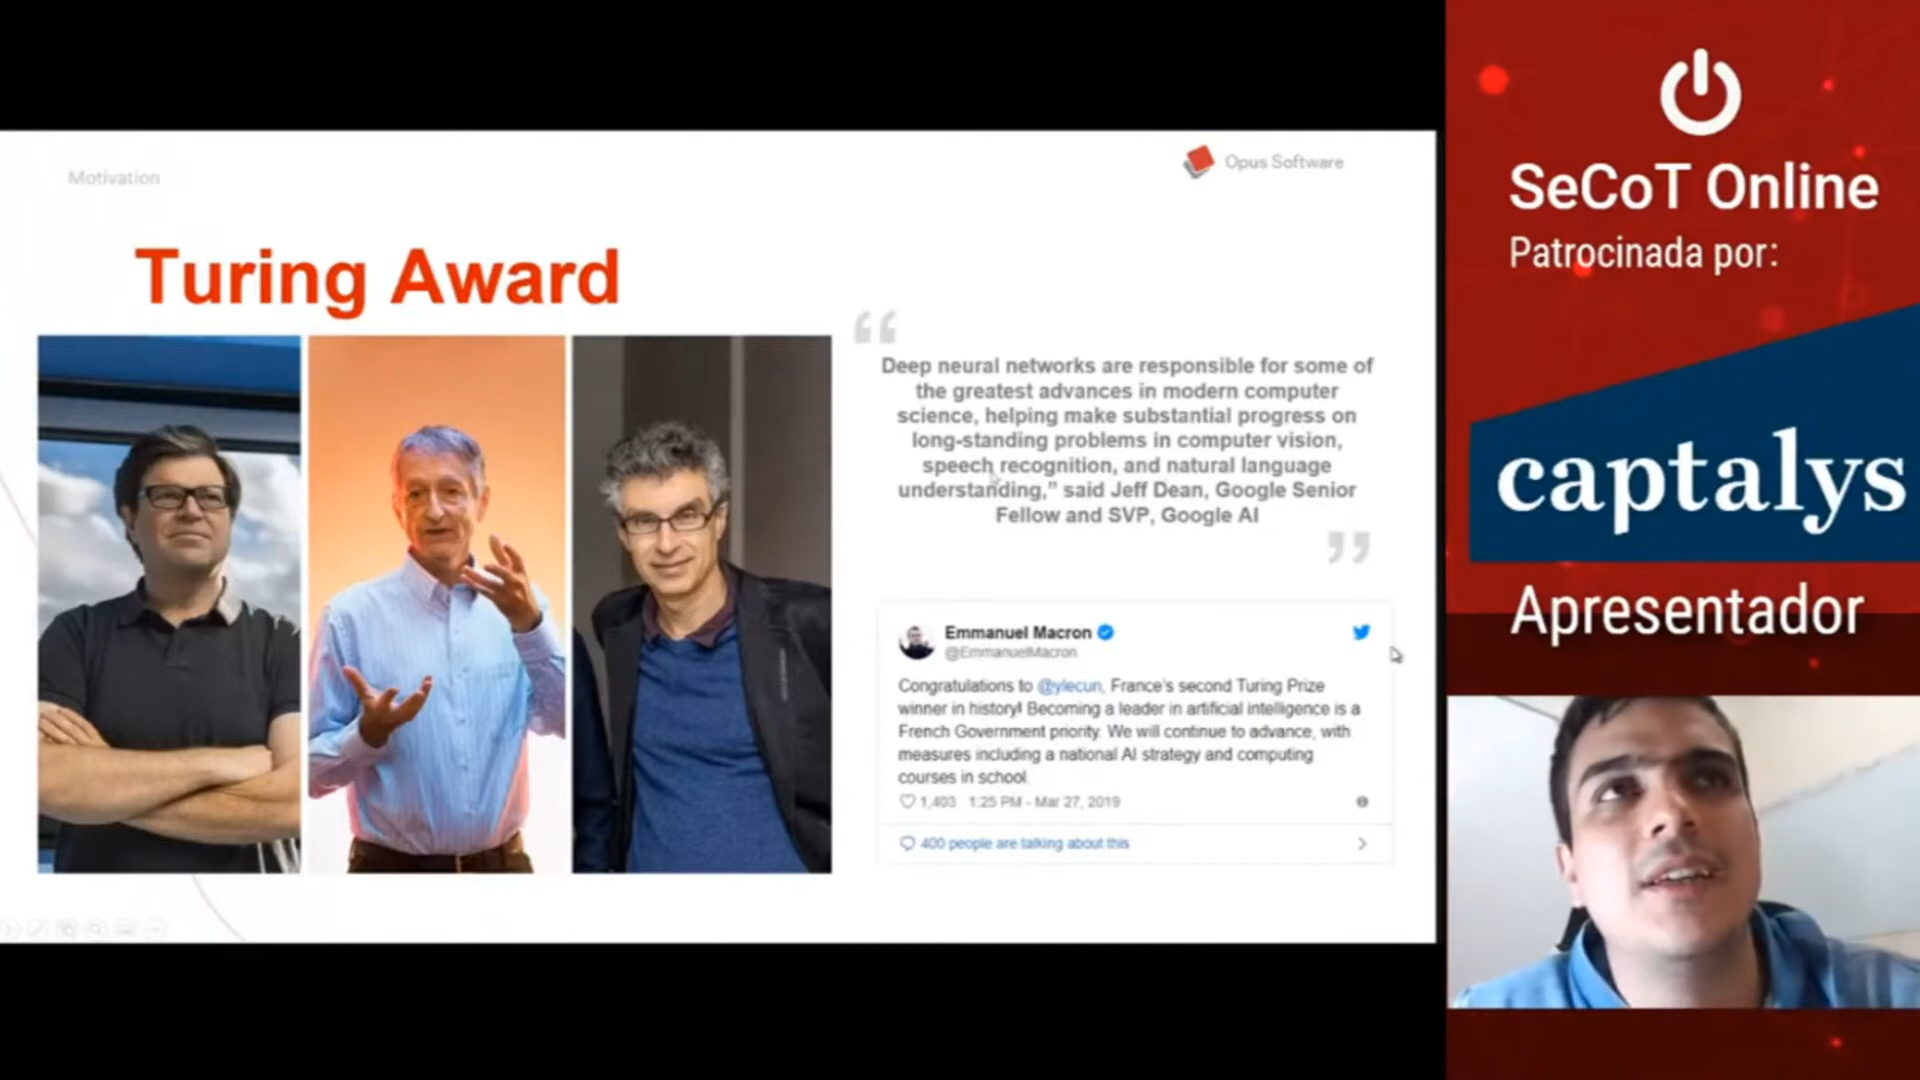 Motivation
Opus Software
Turing Award
“
Deep neural networks are responsible for some of
the greatest advances in modern computer
science, helping make substantial progress on
long-standing problems in computer vision,
speech recognition, and natural language
understanding,” said Jeff Dean, Google Senior
Fellow and SVP, Google AI
”
Emmanuel Macron
@EmmanuelMacron
Congratulations to @ylecun, France's second Turing Prize
winner in history! Becoming a leader in artificial intelligence is a
French Government priority. We will continue to advance, with
measures including a national AI strategy and computing
courses in school.
1,403 1:25 PM - Mar 27, 2019
400 people are talking about this
SeCoT Online
Patrocinada por:
captalys
Apresentador